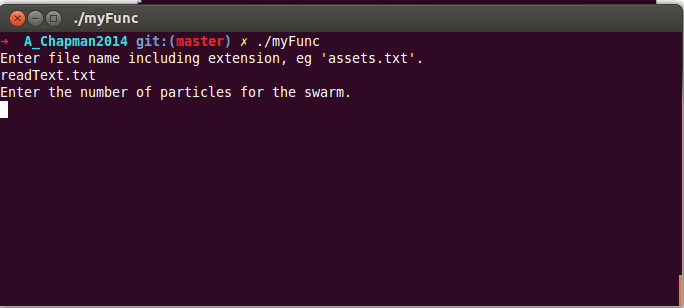 ./myFunc
➜ A_Chapman2014 git:(master) ✗ ./myFunc
Enter file name including extension, eg 'assets.txt'.
readText.txt
Enter the number of particles for the swarm.